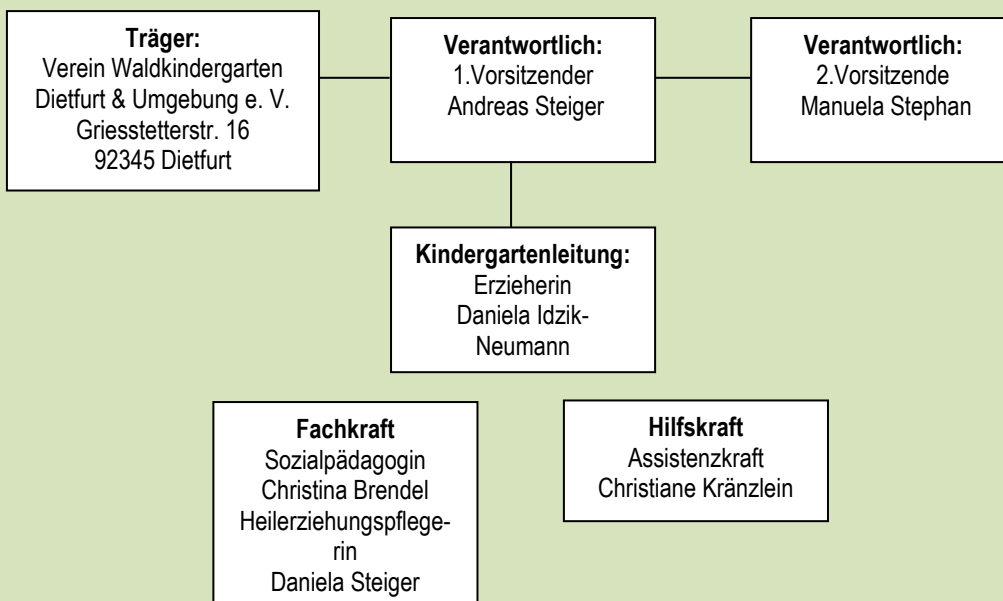 Träger:
Verein Waldkindergarten
Dietfurt & Umgebung e. V.
Griesstetterstr. 16
92345 Dietfurt
Verantwortlich:
1.Vorsitzender
Andreas Steiger
Verantwortlich:
2.Vorsitzende
Manuela Stephan
Kindergartenleitung:
Erzieherin
Daniela Idzik-
Neumann
Fachkraft
Sozialpädagogin
Christina Brendel
Heilerziehungspflege-
rin
Daniela Steiger
Hilfskraft
Assistenzkraft
Christiane Kränzlein